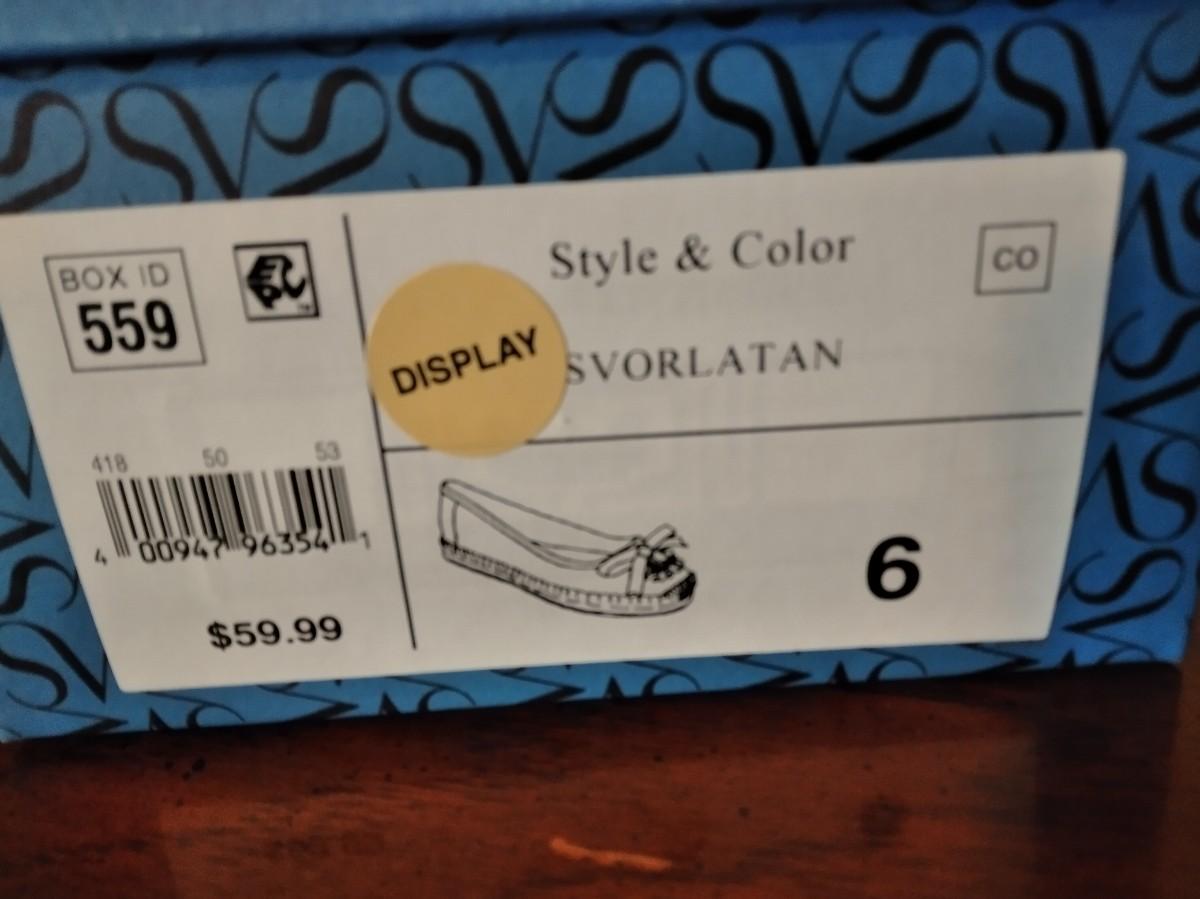 BOX ID
559
Style & Color
CO
DISPLAY
SVORLATAN
418 50 53
4 00947 96354 1
$59.99
6